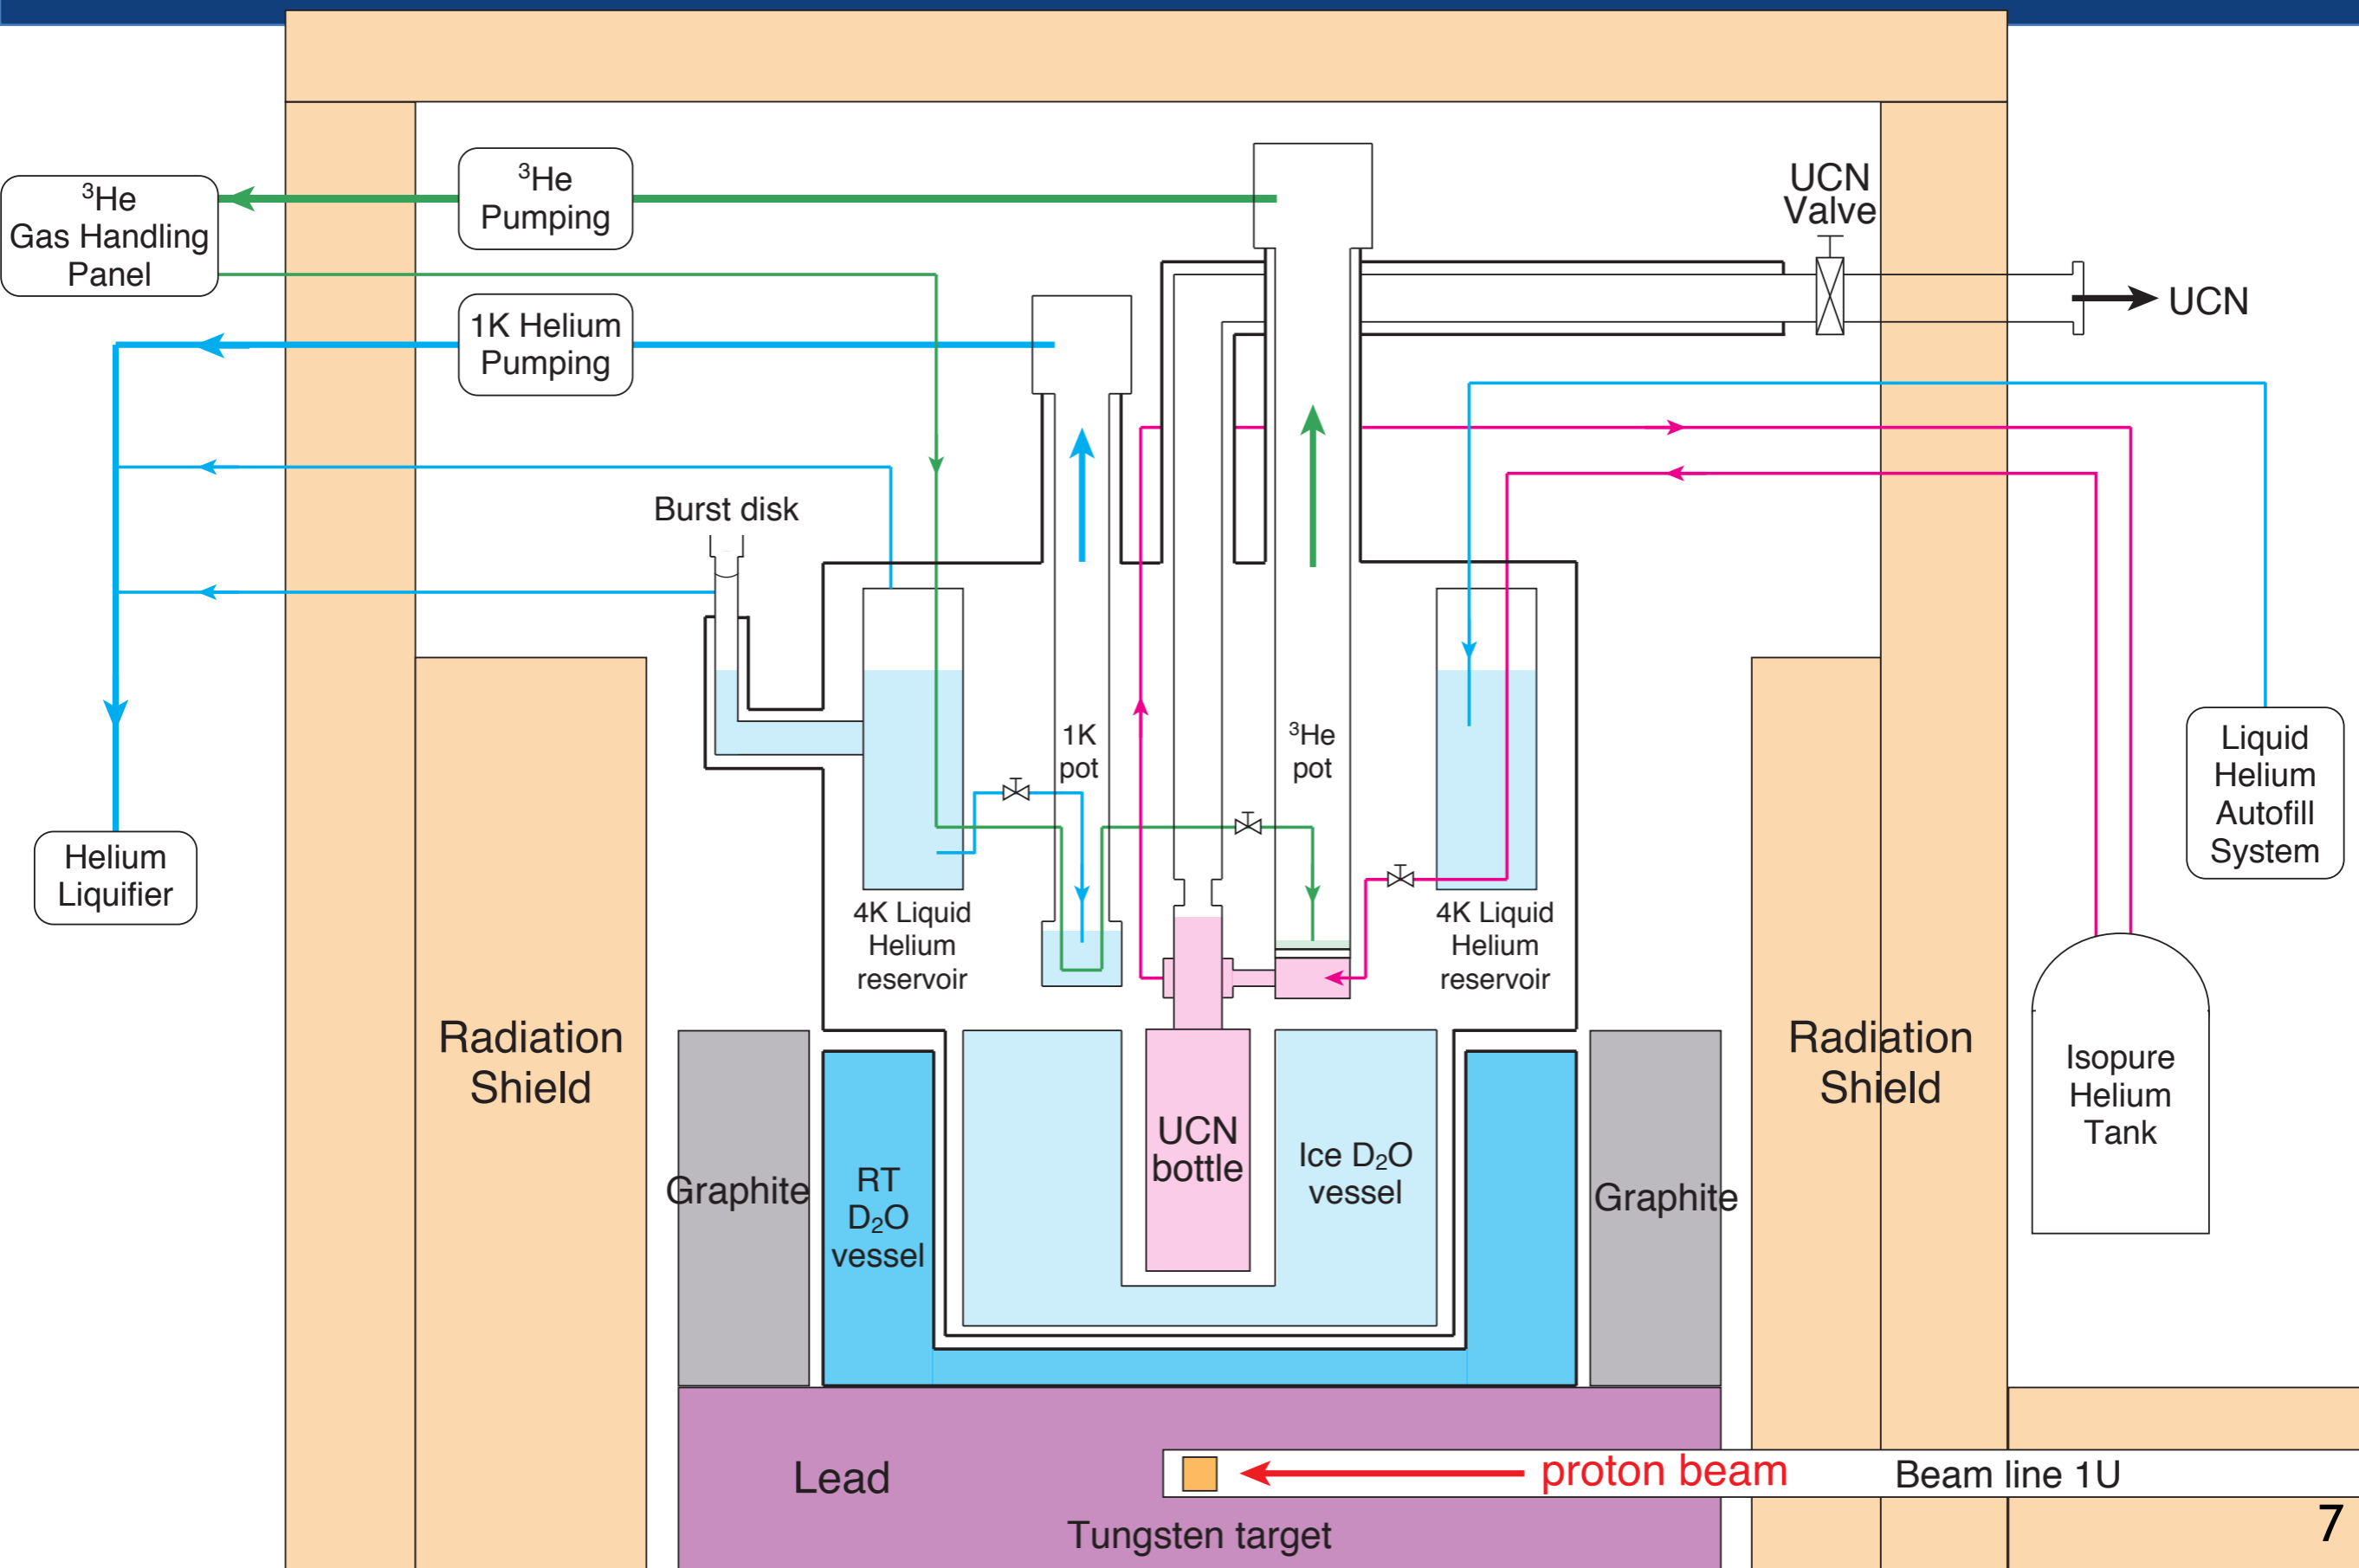 ³He
Gas Handling
Panel
³He
Pumping
1K Helium
Pumping
UCN
Valve
UCN
Burst disk
1K
pot
³He
pot
Liquid
Helium
Autofill
System
Helium
Liquifier
4K Liquid
Helium
reservoir
4K Liquid
Helium
reservoir
Radiation
Shield
Radiation
Shield
Isopure
Helium
Tank
Graphite
RT
D₂O
vessel
UCN
bottle
Ice D₂O
vessel
Graphite
Lead
proton beam
Beam line 1U
Tungsten target
7